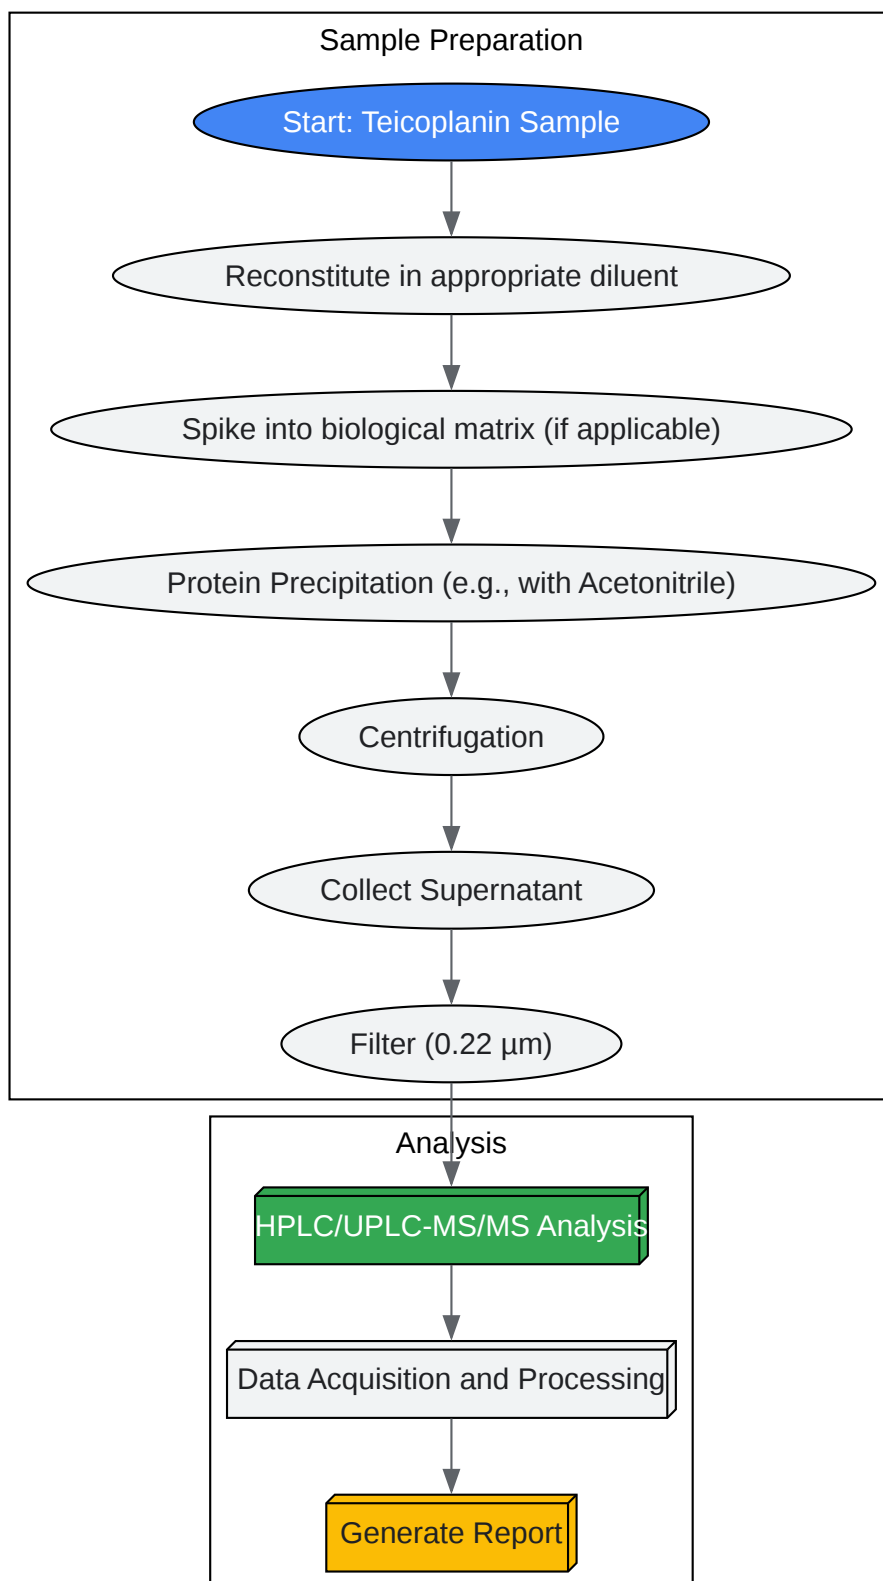 Sample Preparation
Start: Teicoplanin Sample
Reconstitute in appropriate diluent
Spike into biological matrix (if applicable)
Protein Precipitation (e.g., with Acetonitrile)
Centrifugation
Collect Supernatant
Filter (0.22 µm)
Analysis
HPLC/UPLC-MS/MS Analysis
Data Acquisition and Processing
Generate Report